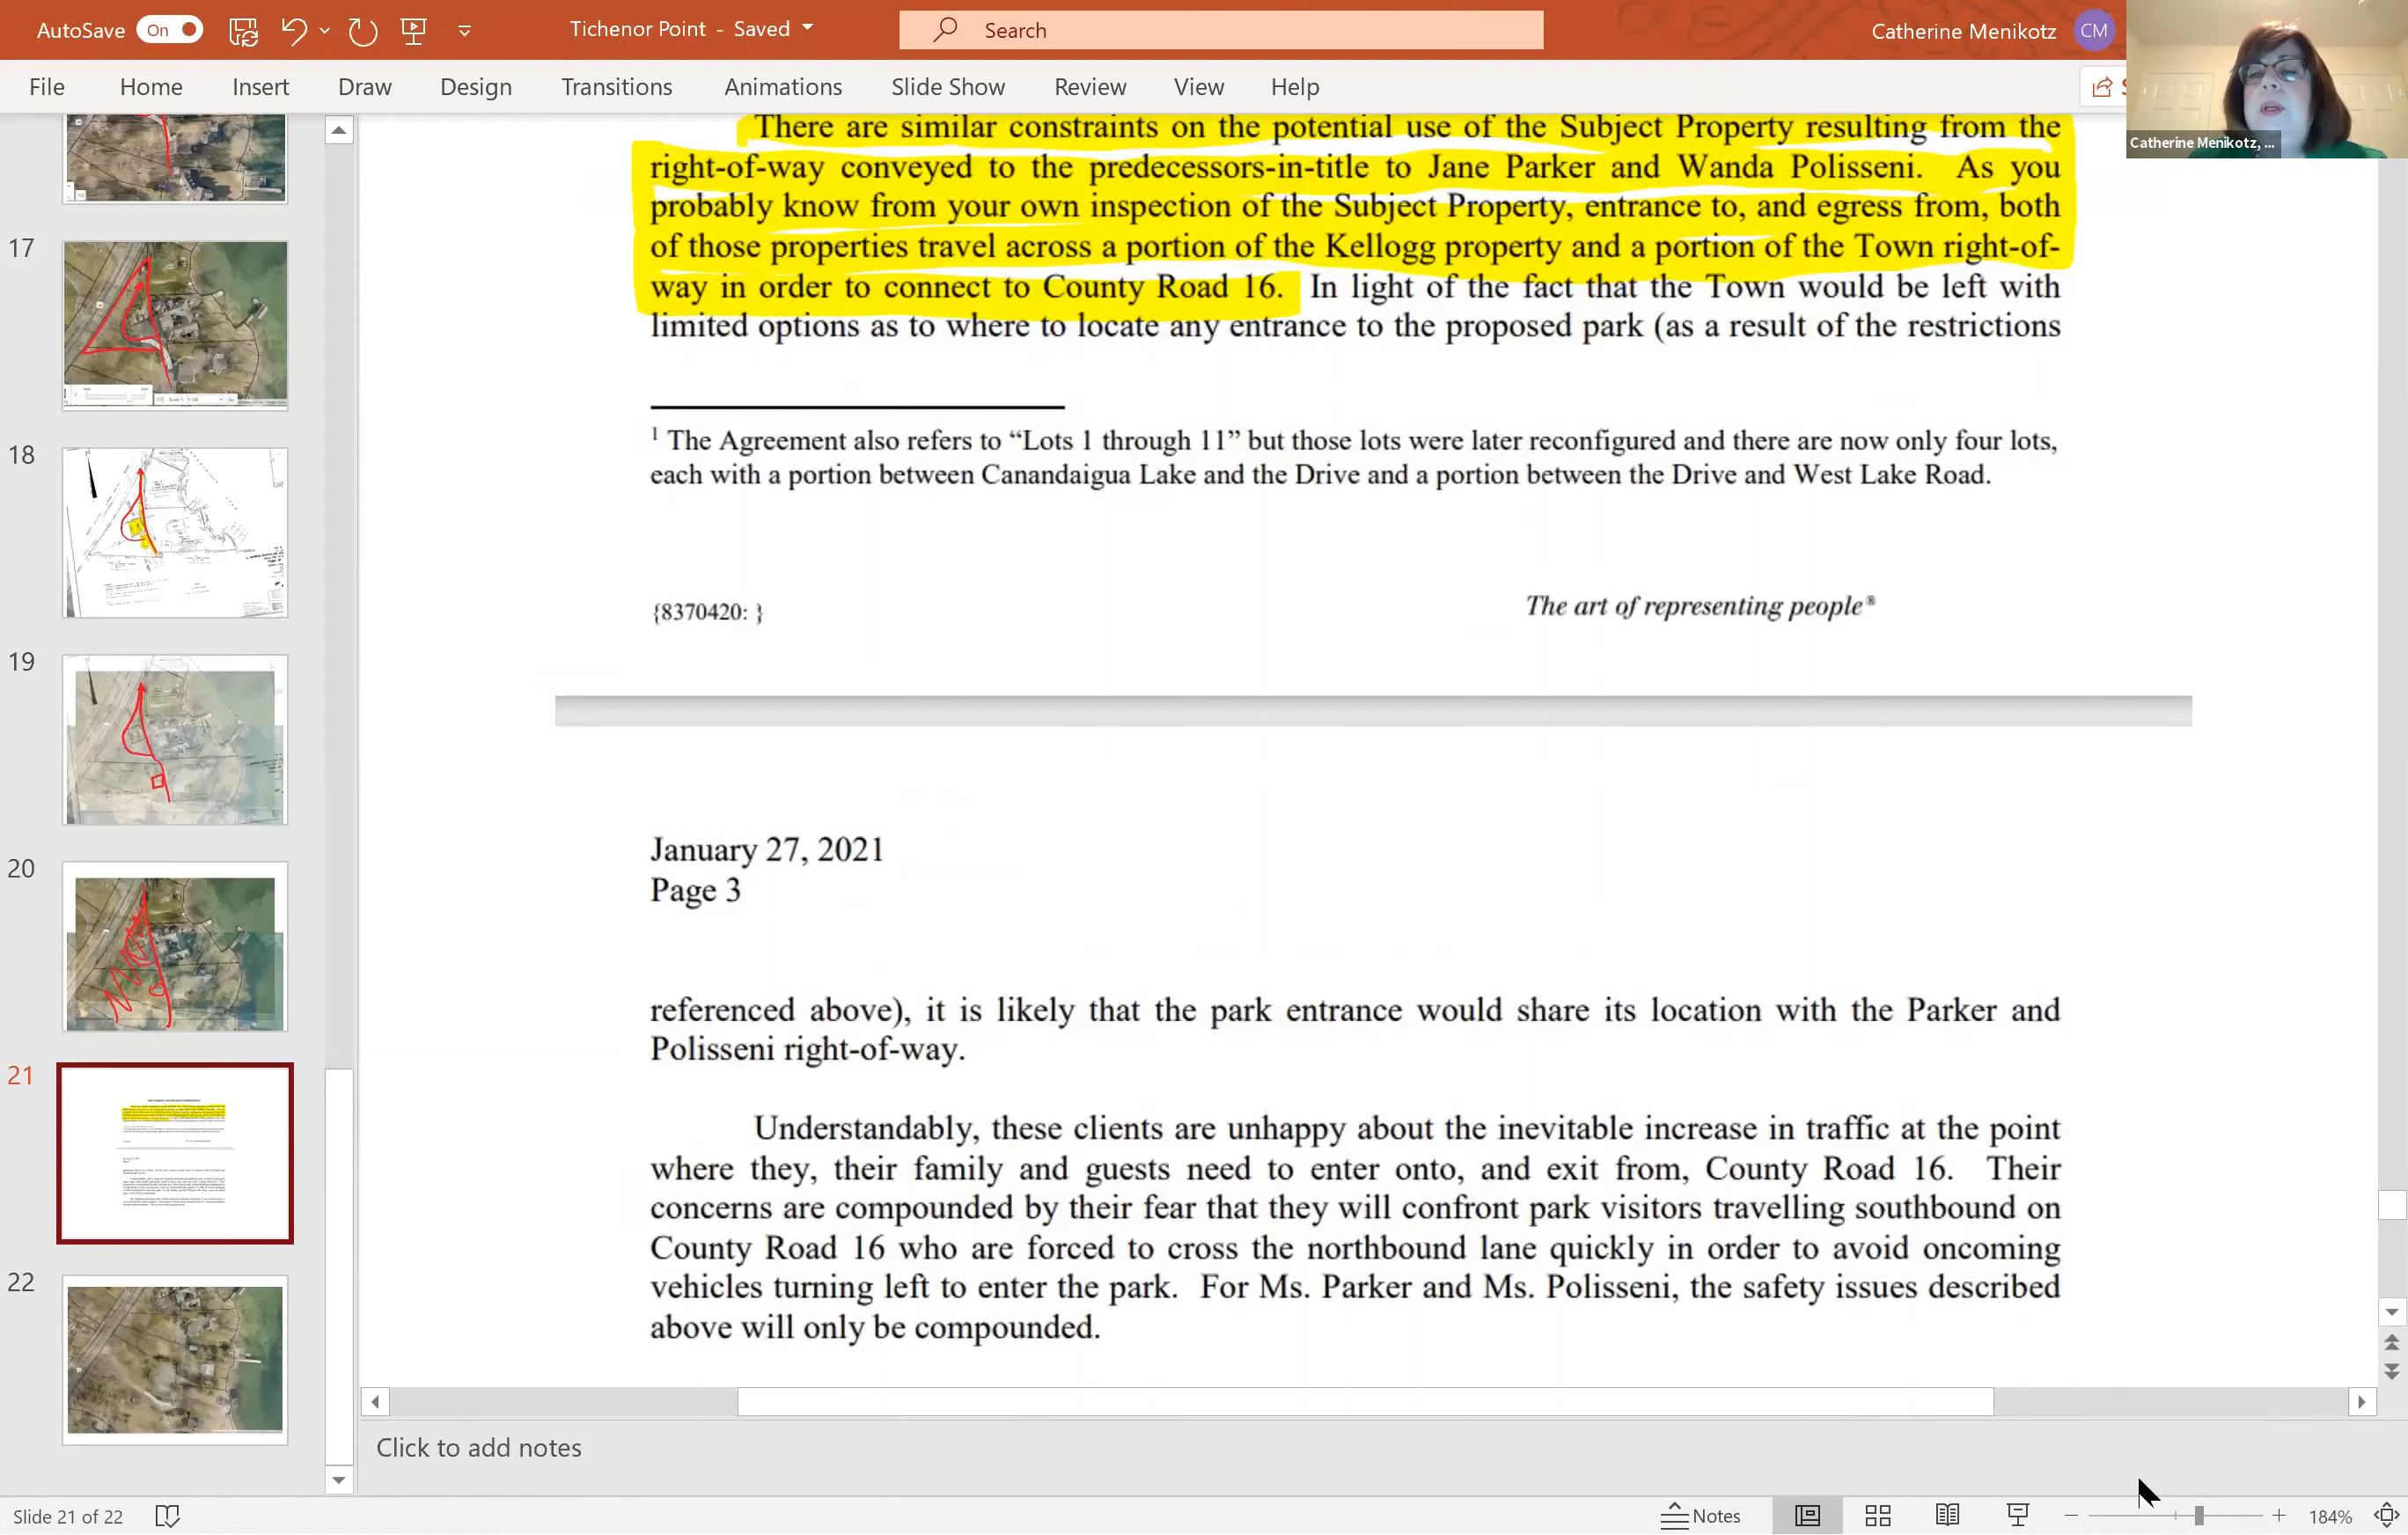 AutoSave On Tichenor Point - Saved Search Catherine Menikotz CM
File Home Insert Draw Design Transitions Animations Slide Show Review View Help
Catherine Menikotz, ...
There are similar constraints on the potential use of the Subject Property resulting from the
right-of-way conveyed to the predecessors-in-title to Jane Parker and Wanda Polisseni. As you
probably know from your own inspection of the Subject Property, entrance to, and egress from, both
of those properties travel across a portion of the Kellogg property and a portion of the Town right-of-
way in order to connect to County Road 16. In light of the fact that the Town would be left with
limited options as to where to locate any entrance to the proposed park (as a result of the restrictions
1 The Agreement also refers to “Lots 1 through 11” but those lots were later reconfigured and there are now only four lots,
each with a portion between Canandaigua Lake and the Drive and a portion between the Drive and West Lake Road.
{8370420: } The art of representing people®
January 27, 2021
Page 3
referenced above), it is likely that the park entrance would share its location with the Parker and
Polisseni right-of-way.
Understandably, these clients are unhappy about the inevitable increase in traffic at the point
where they, their family and guests need to enter onto, and exit from, County Road 16. Their
concerns are compounded by their fear that they will confront park visitors travelling southbound on
County Road 16 who are forced to cross the northbound lane quickly in order to avoid oncoming
vehicles turning left to enter the park. For Ms. Parker and Ms. Polisseni, the safety issues described
above will only be compounded.
17
18
19
20
21
22
Click to add notes
Slide 21 of 22 Notes 184%